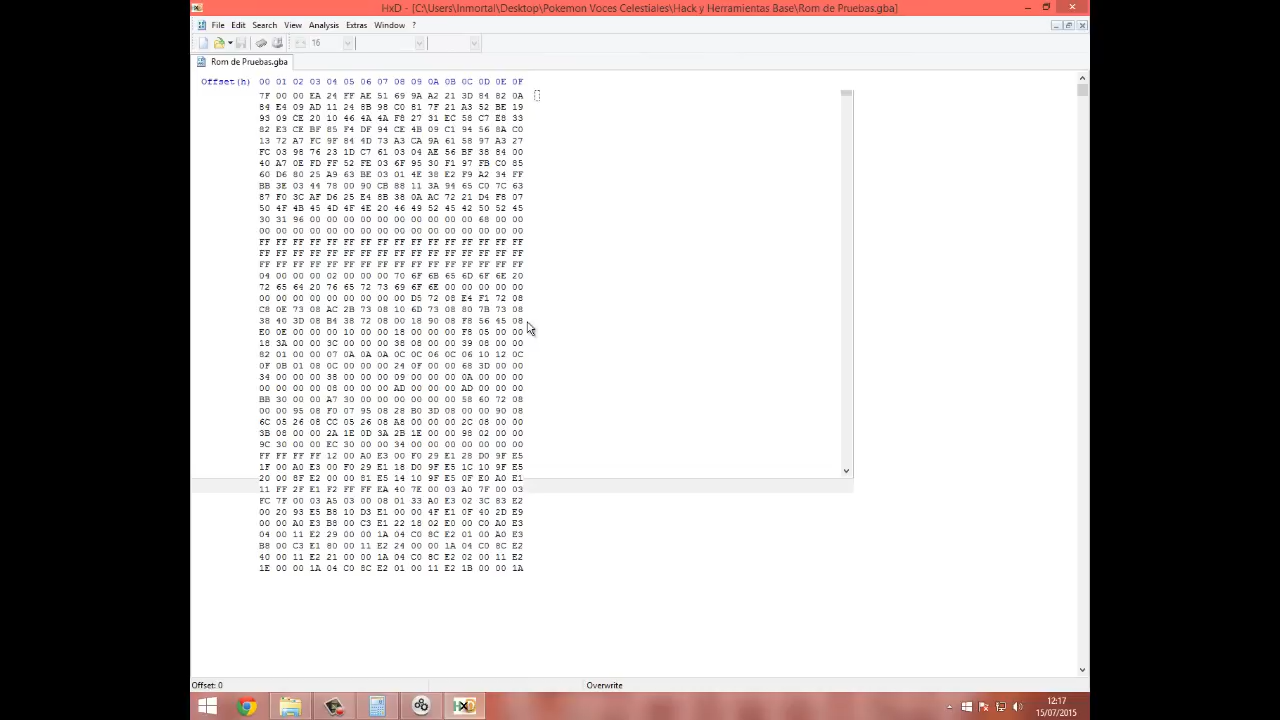 HxD - [C:\Users\Inmortal\Desktop\Pokemon Voces Celestiales\Hack y Herramientas Base\Rom de Pruebas.gba]
File Edit Search View Analysis Extras Window ?
16
Rom de Pruebas.gba
Offset(h) 00 01 02 03 04 05 06 07 08 09 0A 0B 0C 0D 0E 0F
7F 00 00 EA 24 FF AE 51 69 9A A2 21 3D 84 82 0A
84 E4 09 AD 11 24 8B 98 C0 81 7F 21 A3 52 BE 19
93 09 CE 20 10 46 4A 4A F8 27 31 EC 58 C7 E8 33
82 E3 CE BF 85 F4 DF 94 CE 4B 09 C1 94 56 8A C0
13 72 A7 FC 9F 84 4D 73 A3 CA 9A 61 58 97 A3 27
FC 03 98 76 23 1D C7 61 03 04 AE 56 BF 38 84 00
40 A7 0E FD FF 52 FE 03 6F 95 30 F1 97 FB C0 85
60 D6 80 25 A9 63 BE 03 01 4E 38 E2 F9 A2 34 FF
BB 3E 03 44 78 00 90 CB 88 11 3A 94 65 C0 7C 63
87 F0 3C AF D6 25 E4 8B 38 0A AC 72 21 D4 F8 07
50 4F 4B 45 4D 4F 4E 20 46 49 52 45 42 50 52 45
30 31 96 00 00 00 00 00 00 00 00 00 00 68 00 00
00 00 00 00 00 00 00 00 00 00 00 00 00 00 00 00
FF FF FF FF FF FF FF FF FF FF FF FF FF FF FF FF
FF FF FF FF FF FF FF FF FF FF FF FF FF FF FF FF
FF FF FF FF FF FF FF FF FF FF FF FF FF FF FF FF
04 00 00 00 02 00 00 00 70 6F 6B 65 6D 6F 6E 20
72 65 64 20 76 65 72 73 69 6F 6E 00 00 00 00 00
00 00 00 00 00 00 00 00 00 D5 72 08 E4 F1 72 08
C8 0E 73 08 AC 2B 73 08 10 6D 73 08 80 7B 73 08
38 40 3D 08 B4 38 72 08 00 18 90 08 F8 56 45 08
E0 0E 00 00 00 10 00 00 18 00 00 00 F8 05 00 00
18 3A 00 00 3C 00 00 00 38 08 00 00 39 08 00 00
82 01 00 00 07 0A 0A 0A 0C 0C 06 0C 06 10 12 0C
0F 0B 01 08 0C 00 00 00 24 0F 00 00 68 3D 00 00
34 00 00 00 38 00 00 00 09 00 00 00 0A 00 00 00
00 00 00 00 08 00 00 00 AD 00 00 00 AD 00 00 00
BB 30 00 00 A7 30 00 00 00 00 00 00 58 60 72 08
00 00 95 08 F0 07 95 08 28 B0 3D 08 00 00 90 08
6C 05 26 08 CC 05 26 08 A8 00 00 00 2C 08 00 00
3B 08 00 00 2A 1E 0D 3A 2B 1E 00 00 98 02 00 00
9C 30 00 00 EC 30 00 00 34 00 00 00 00 00 00 00
FF FF FF FF 12 00 A0 E3 00 F0 29 E1 28 D0 9F E5
1F 00 A0 E3 00 F0 29 E1 18 D0 9F E5 1C 10 9F E5
20 00 8F E2 00 00 81 E5 14 10 9F E5 0F E0 A0 E1
11 FF 2F E1 F2 FF FF EA 40 7E 00 03 A0 7F 00 03
FC 7F 00 03 A5 03 00 08 01 33 A0 E3 02 3C 83 E2
00 20 93 E5 B8 10 D3 E1 00 00 4F E1 0F 40 2D E9
00 00 A0 E3 B8 00 C3 E1 22 18 02 E0 00 C0 A0 E3
04 00 11 E2 29 00 00 1A 04 C0 8C E2 01 00 A0 E3
B8 00 C3 E1 80 00 11 E2 24 00 00 1A 04 C0 8C E2
40 00 11 E2 21 00 00 1A 04 C0 8C E2 02 00 11 E2
1E 00 00 1A 04 C0 8C E2 01 00 11 E2 1B 00 00 1A
Offset: 0 Overwrite
12:17
15/07/2015